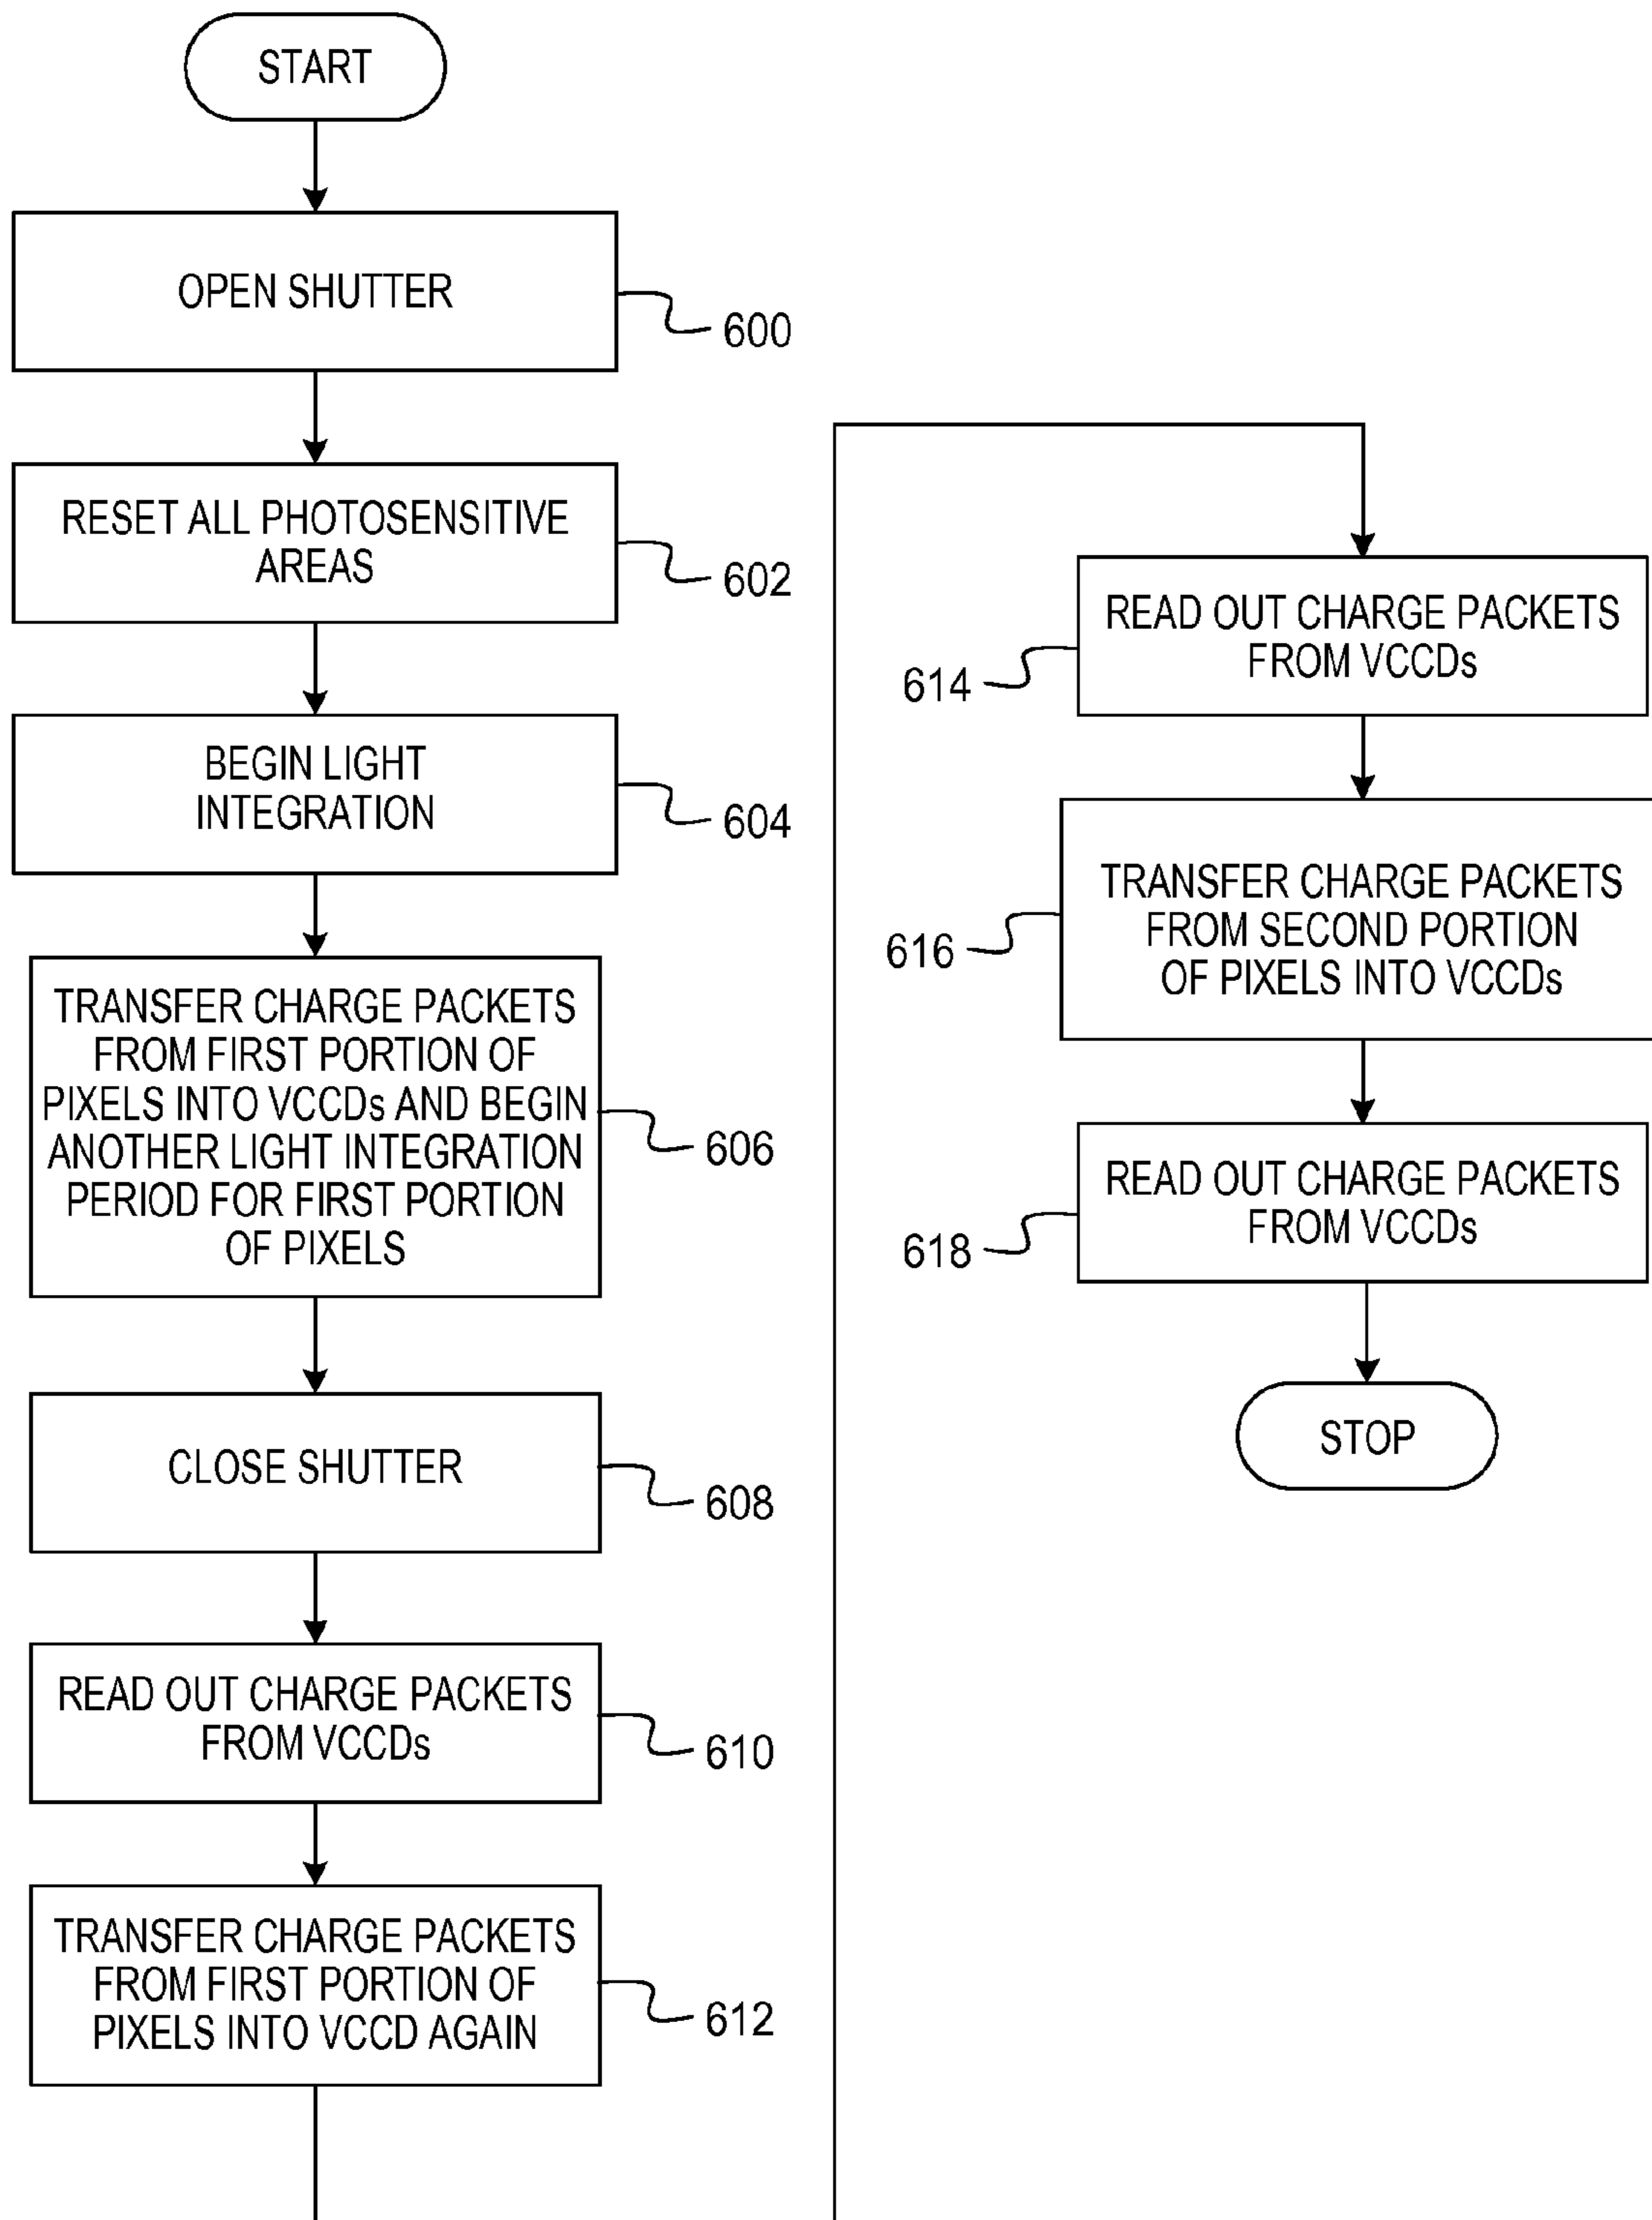 START
OPEN SHUTTER
600
RESET ALL PHOTOSENSITIVE
AREAS
602
BEGIN LIGHT
INTEGRATION
604
TRANSFER CHARGE PACKETS
FROM FIRST PORTION OF
PIXELS INTO VCCDs AND BEGIN
ANOTHER LIGHT INTEGRATION
PERIOD FOR FIRST PORTION
OF PIXELS
606
CLOSE SHUTTER
608
READ OUT CHARGE PACKETS
FROM VCCDs
610
TRANSFER CHARGE PACKETS
FROM FIRST PORTION OF
PIXELS INTO VCCD AGAIN
612
READ OUT CHARGE PACKETS
FROM VCCDs
614
TRANSFER CHARGE PACKETS
FROM SECOND PORTION
OF PIXELS INTO VCCDs
616
READ OUT CHARGE PACKETS
FROM VCCDs
618
STOP